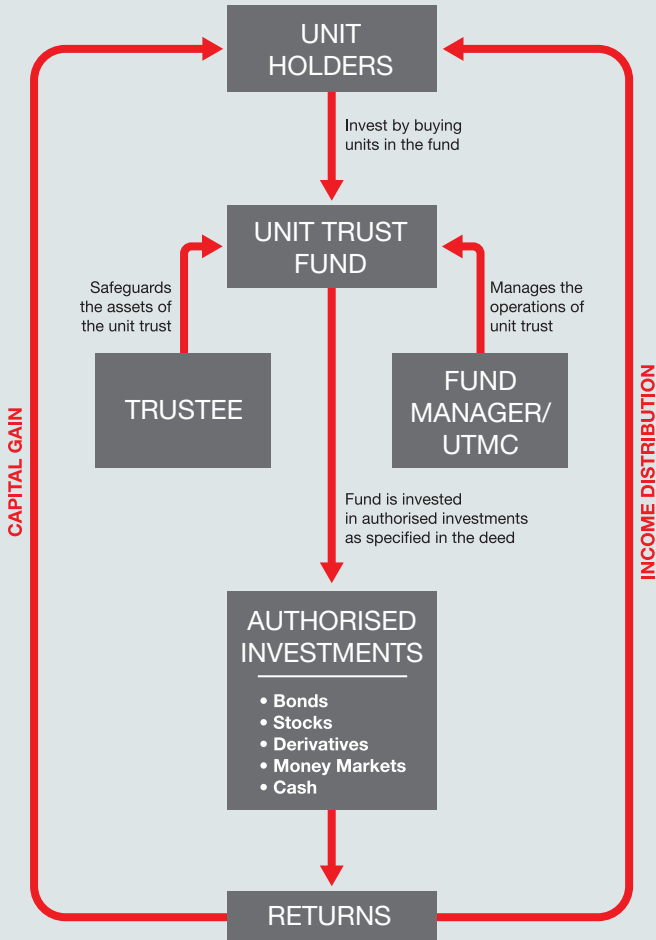 UNIT
HOLDERS
Invest by buying
units in the fund
UNIT TRUST
FUND
Safeguards
the assets of
the unit trust
Manages the
operations of
unit trust
TRUSTEE
FUND
MANAGER/
UTMC
CAPITAL GAIN
INCOME DISTRIBUTION
Fund is invested
in authorised investments
as specified in the deed
AUTHORISED
INVESTMENTS
• Bonds
• Stocks
• Derivatives
• Money Markets
• Cash
RETURNS